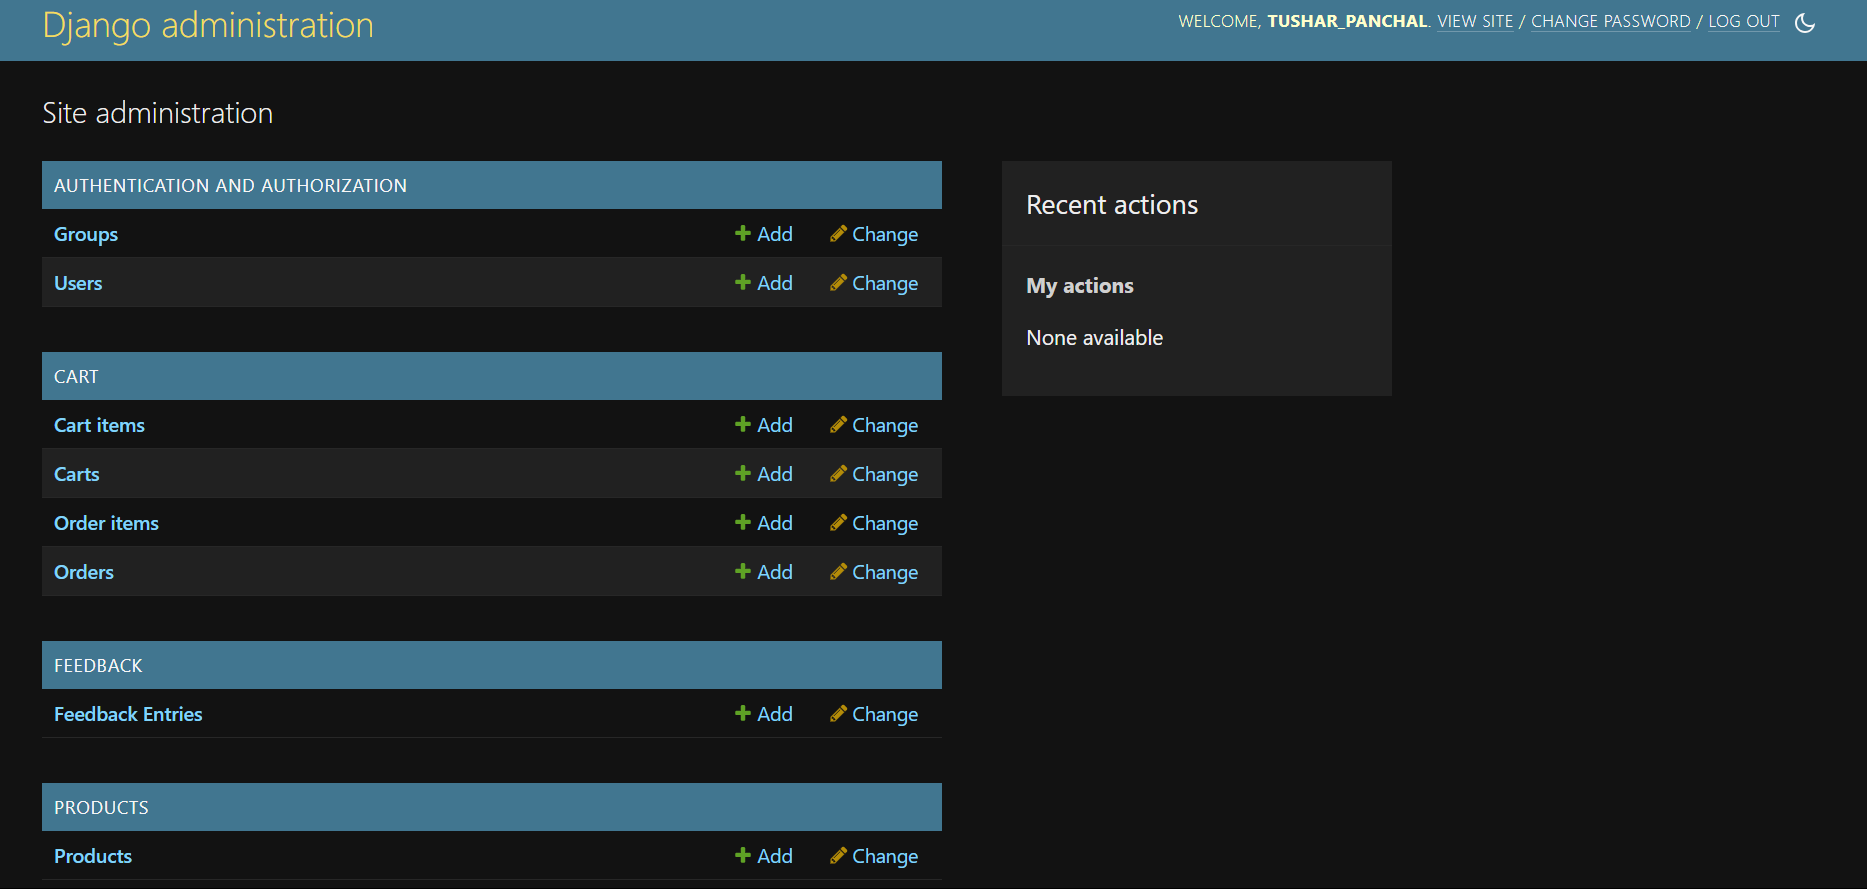 Django administration
WELCOME, TUSHAR_PANCHAL. VIEW SITE / CHANGE PASSWORD / LOG OUT
Site administration
AUTHENTICATION AND AUTHORIZATION
Groups Add Change
Users Add Change
CART
Cart items Add Change
Carts Add Change
Order items Add Change
Orders Add Change
FEEDBACK
Feedback Entries Add Change
PRODUCTS
Products Add Change
Recent actions
My actions
None available